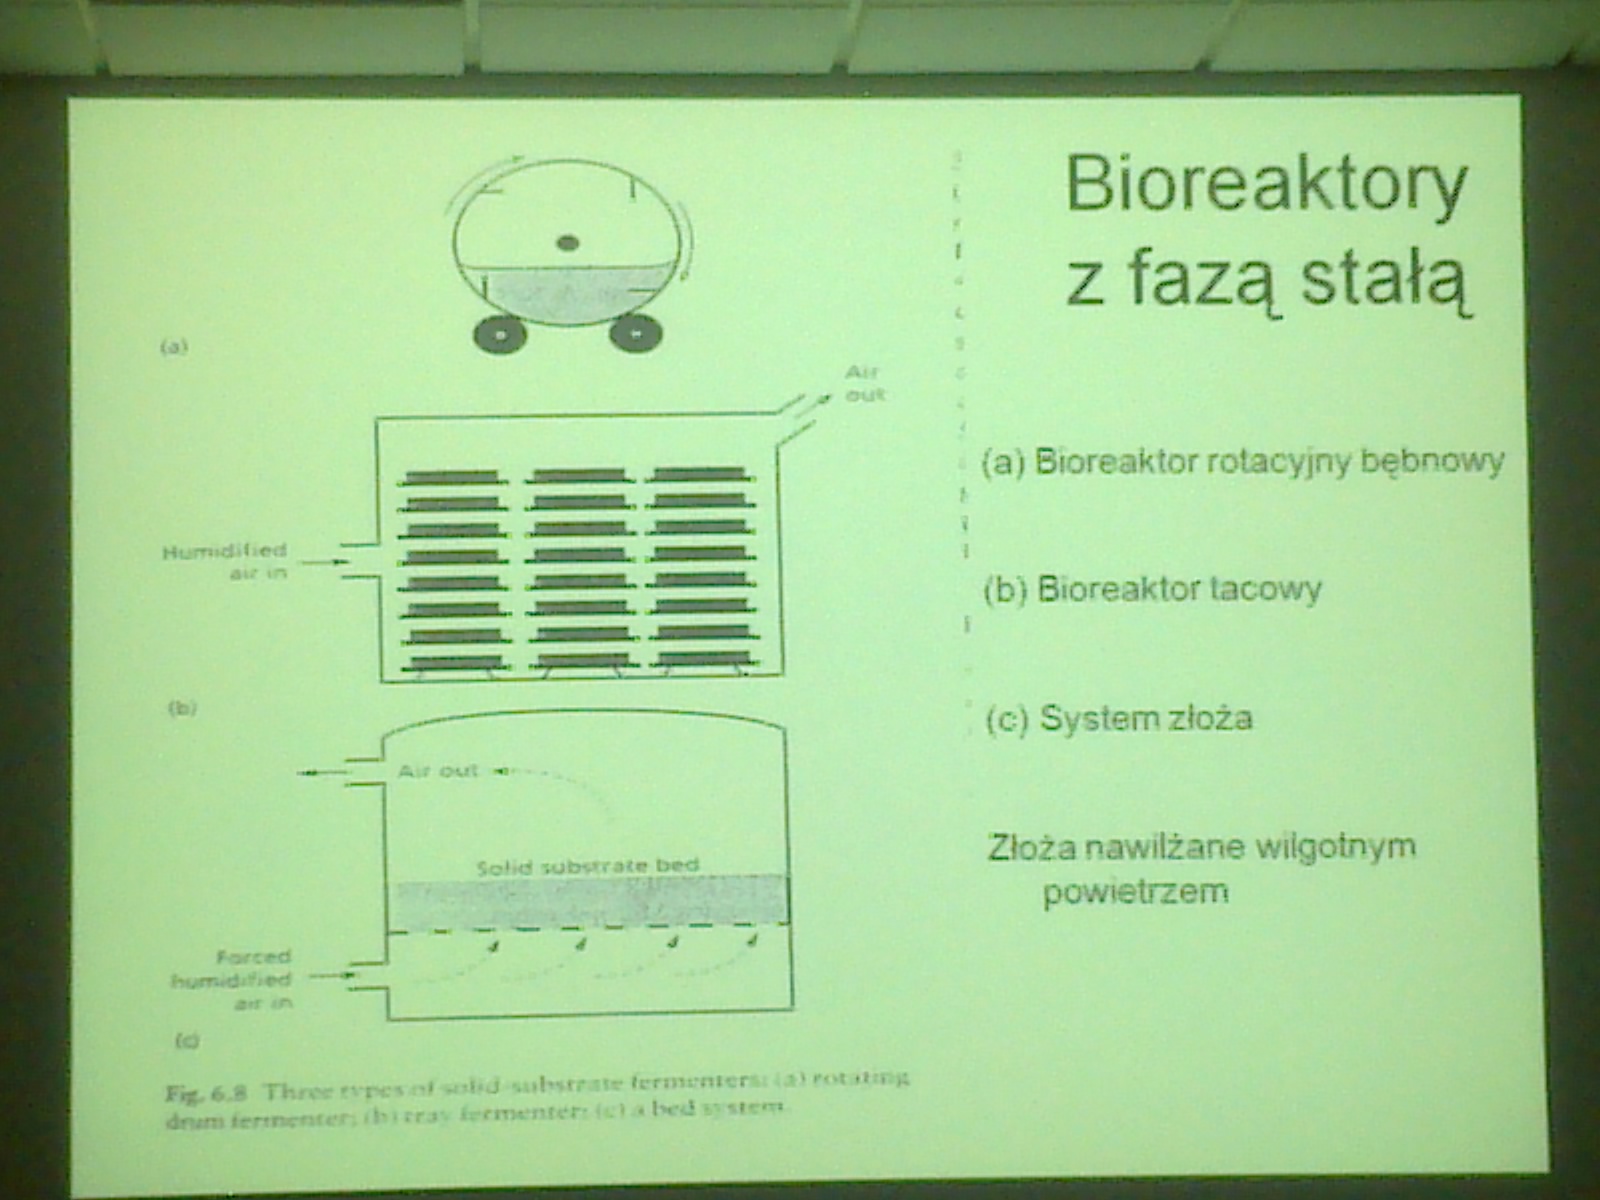 Bioreaktory
z fazą stałą
(a)
Air
out
Humidified
air in
(b)
Air out
Solid substrate bed
Forced
humidified
air in
(c)
Fig. 6.8 Three types of solid-substrate fermenters: (a) rotating
drum fermenter; (b) tray fermenter; (c) a bed system.
(a) Bioreaktor rotacyjny bębnowy
(b) Bioreaktor tacowy
(c) System złoża
Złoża nawilżane wilgotnym
powietrzem